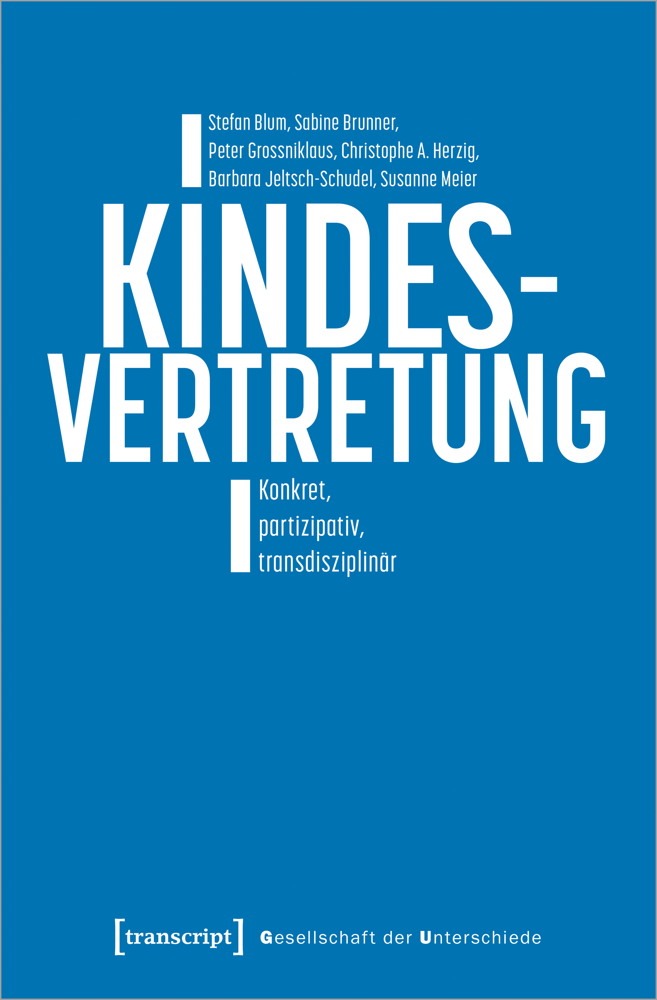 Stefan Blum, Sabine Brunner,
Peter Grossniklaus, Christophe A. Herzig,
Barbara Jeltsch-Schudel, Susanne Meier
KINDES-
VERTRETUNG
Konkret,
partizipativ,
transdisziplinär
[transcript] Gesellschaft der Unterschiede